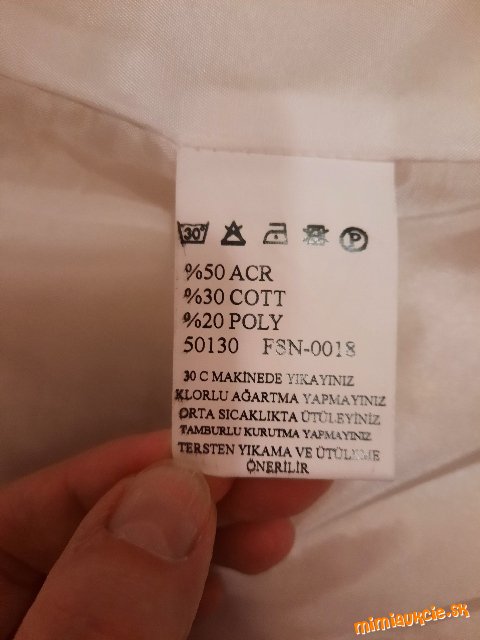 30°
P
%50 ACR
%30 COTT
%20 POLY
50130 FSN-0018
30 C MAKİNEDE YIKAYINIZ
KLORLU AĞARTMA YAPMAYINIZ
ORTA SICAKLIKTA ÜTÜLEYİNİZ
TAMBURLU KURUTMA YAPMAYINIZ
TERSTEN YIKAMA VE ÜTÜLEME
ÖNERİLİR
mimiaukcie.sk